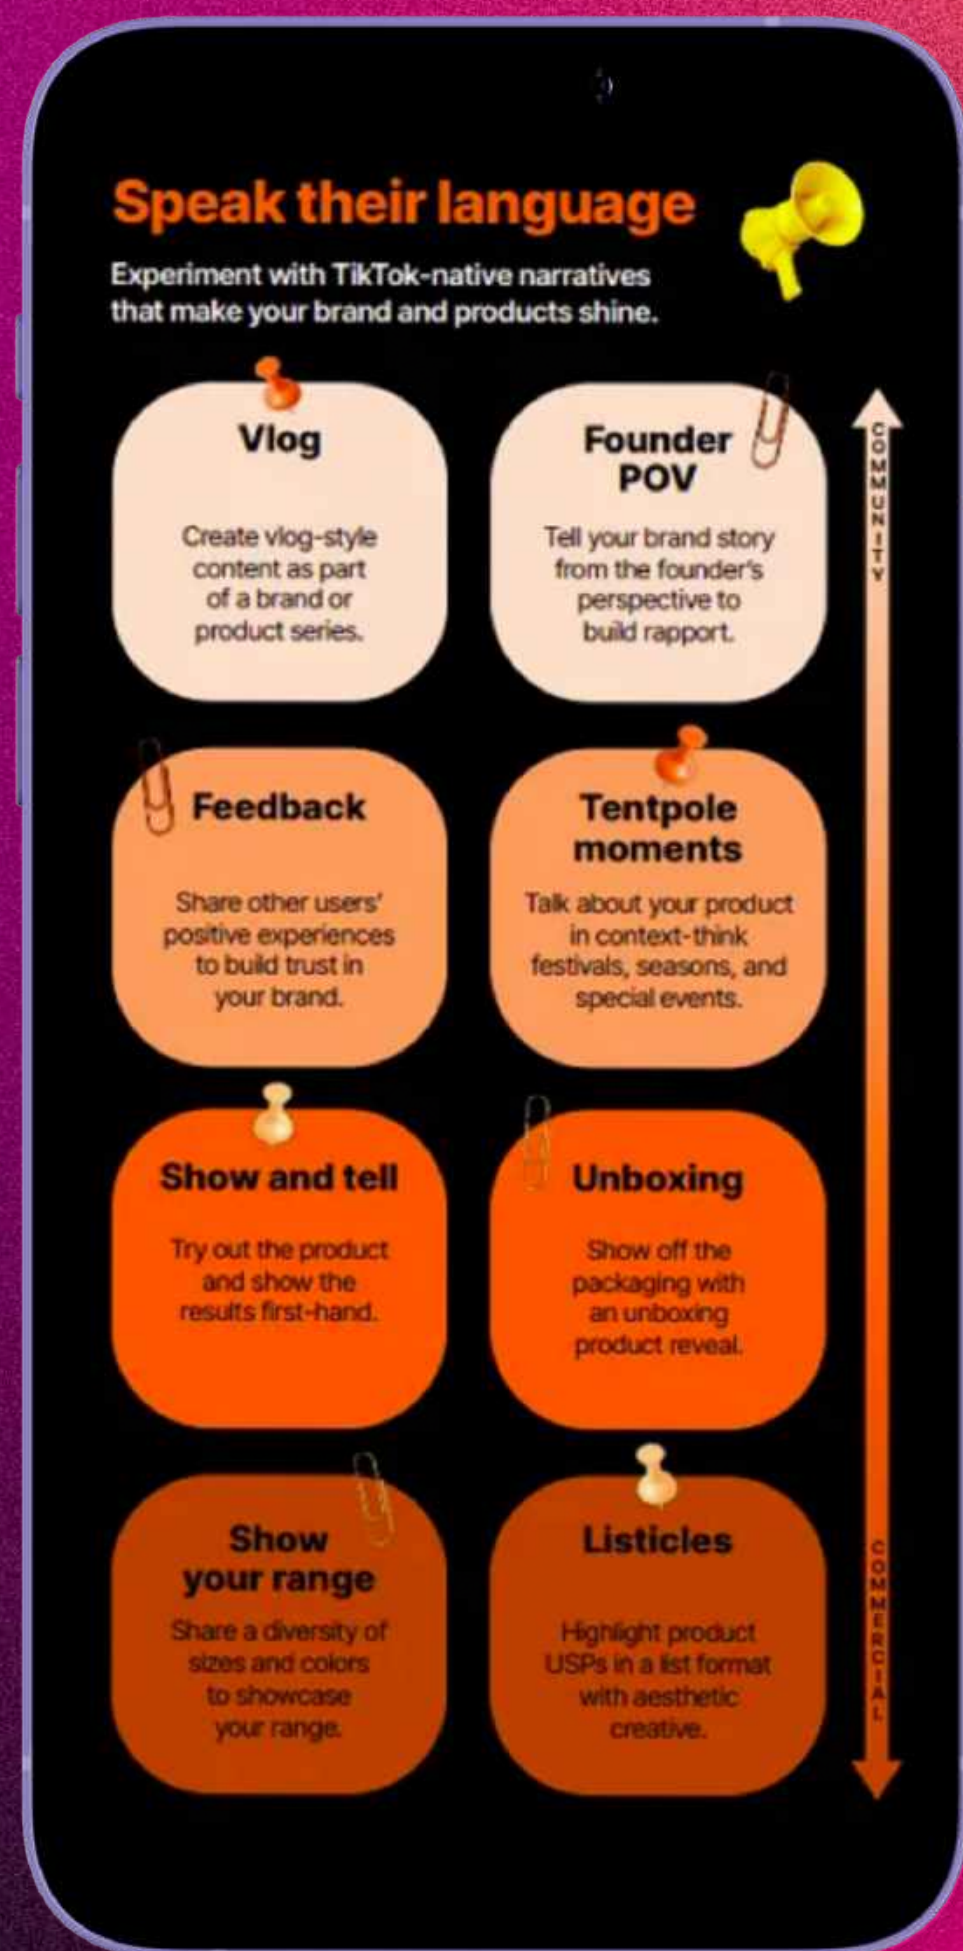 Speak their language
Experiment with TikTok-native narratives
that make your brand and products shine.
Vlog
Create vlog-style
content as part
of a brand or
product series.
Founder
POV
Tell your brand story
from the founder's
perspective to
build rapport.
COMMUNITY
Feedback
Share other users'
positive experiences
to build trust in
your brand.
Tentpole
moments
Talk about your product
in context-think
festivals, seasons, and
special events.
Show and tell
Try out the product
and show the
results first-hand.
Unboxing
Show off the
packaging with
an unboxing
product reveal.
Show
your range
Share a diversity of
sizes and colors
to showcase
your range.
Listicles
Highlight product
USPs in a list format
with aesthetic
creative.
COMMERCIAL